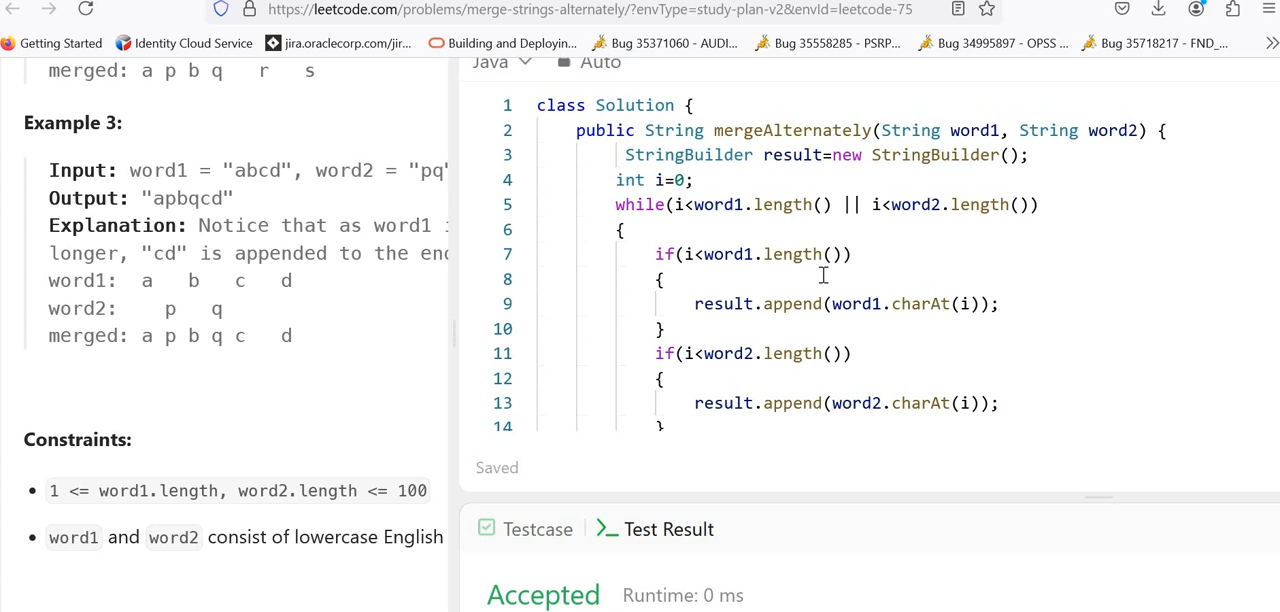 https://leetcode.com/problems/merge-strings-alternately/?envType=study-plan-v2&envId=leetcode-75
Getting Started Identity Cloud Service jira.oraclecorp.com/jir... Building and Deployin... Bug 35371060 - AUDI... Bug 35558285 - PSRP... Bug 34995897 - OPSS ... Bug 35718217 - FND_...
merged: a p b q r s
Example 3:
Input: word1 = "abcd", word2 = "pq"
Output: "apbqcd"
Explanation: Notice that as word1 i
longer, "cd" is appended to the end
word1: a b c d
word2: p q
merged: a p b q c d
Constraints:
1 <= word1.length, word2.length <= 100
word1 and word2 consist of lowercase English
Java Auto
1 class Solution {
2 public String mergeAlternately(String word1, String word2) {
3 StringBuilder result=new StringBuilder();
4 int i=0;
5 while(i<word1.length() || i<word2.length())
6 {
7 if(i<word1.length())
8 {
9 result.append(word1.charAt(i));
10 }
11 if(i<word2.length())
12 {
13 result.append(word2.charAt(i));
14 }
Saved
Testcase Test Result
Accepted Runtime: 0 ms